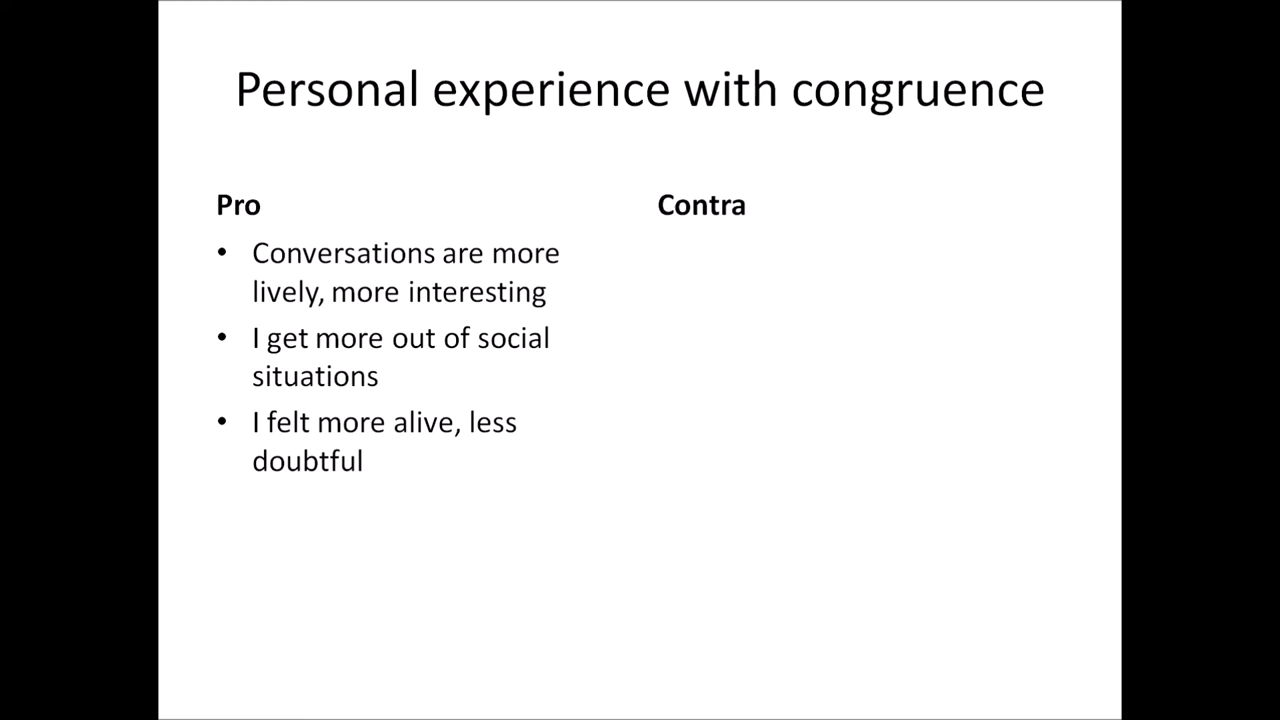 Personal experience with congruence
Pro
• Conversations are more
lively, more interesting
• I get more out of social
situations
• I felt more alive, less
doubtful
Contra